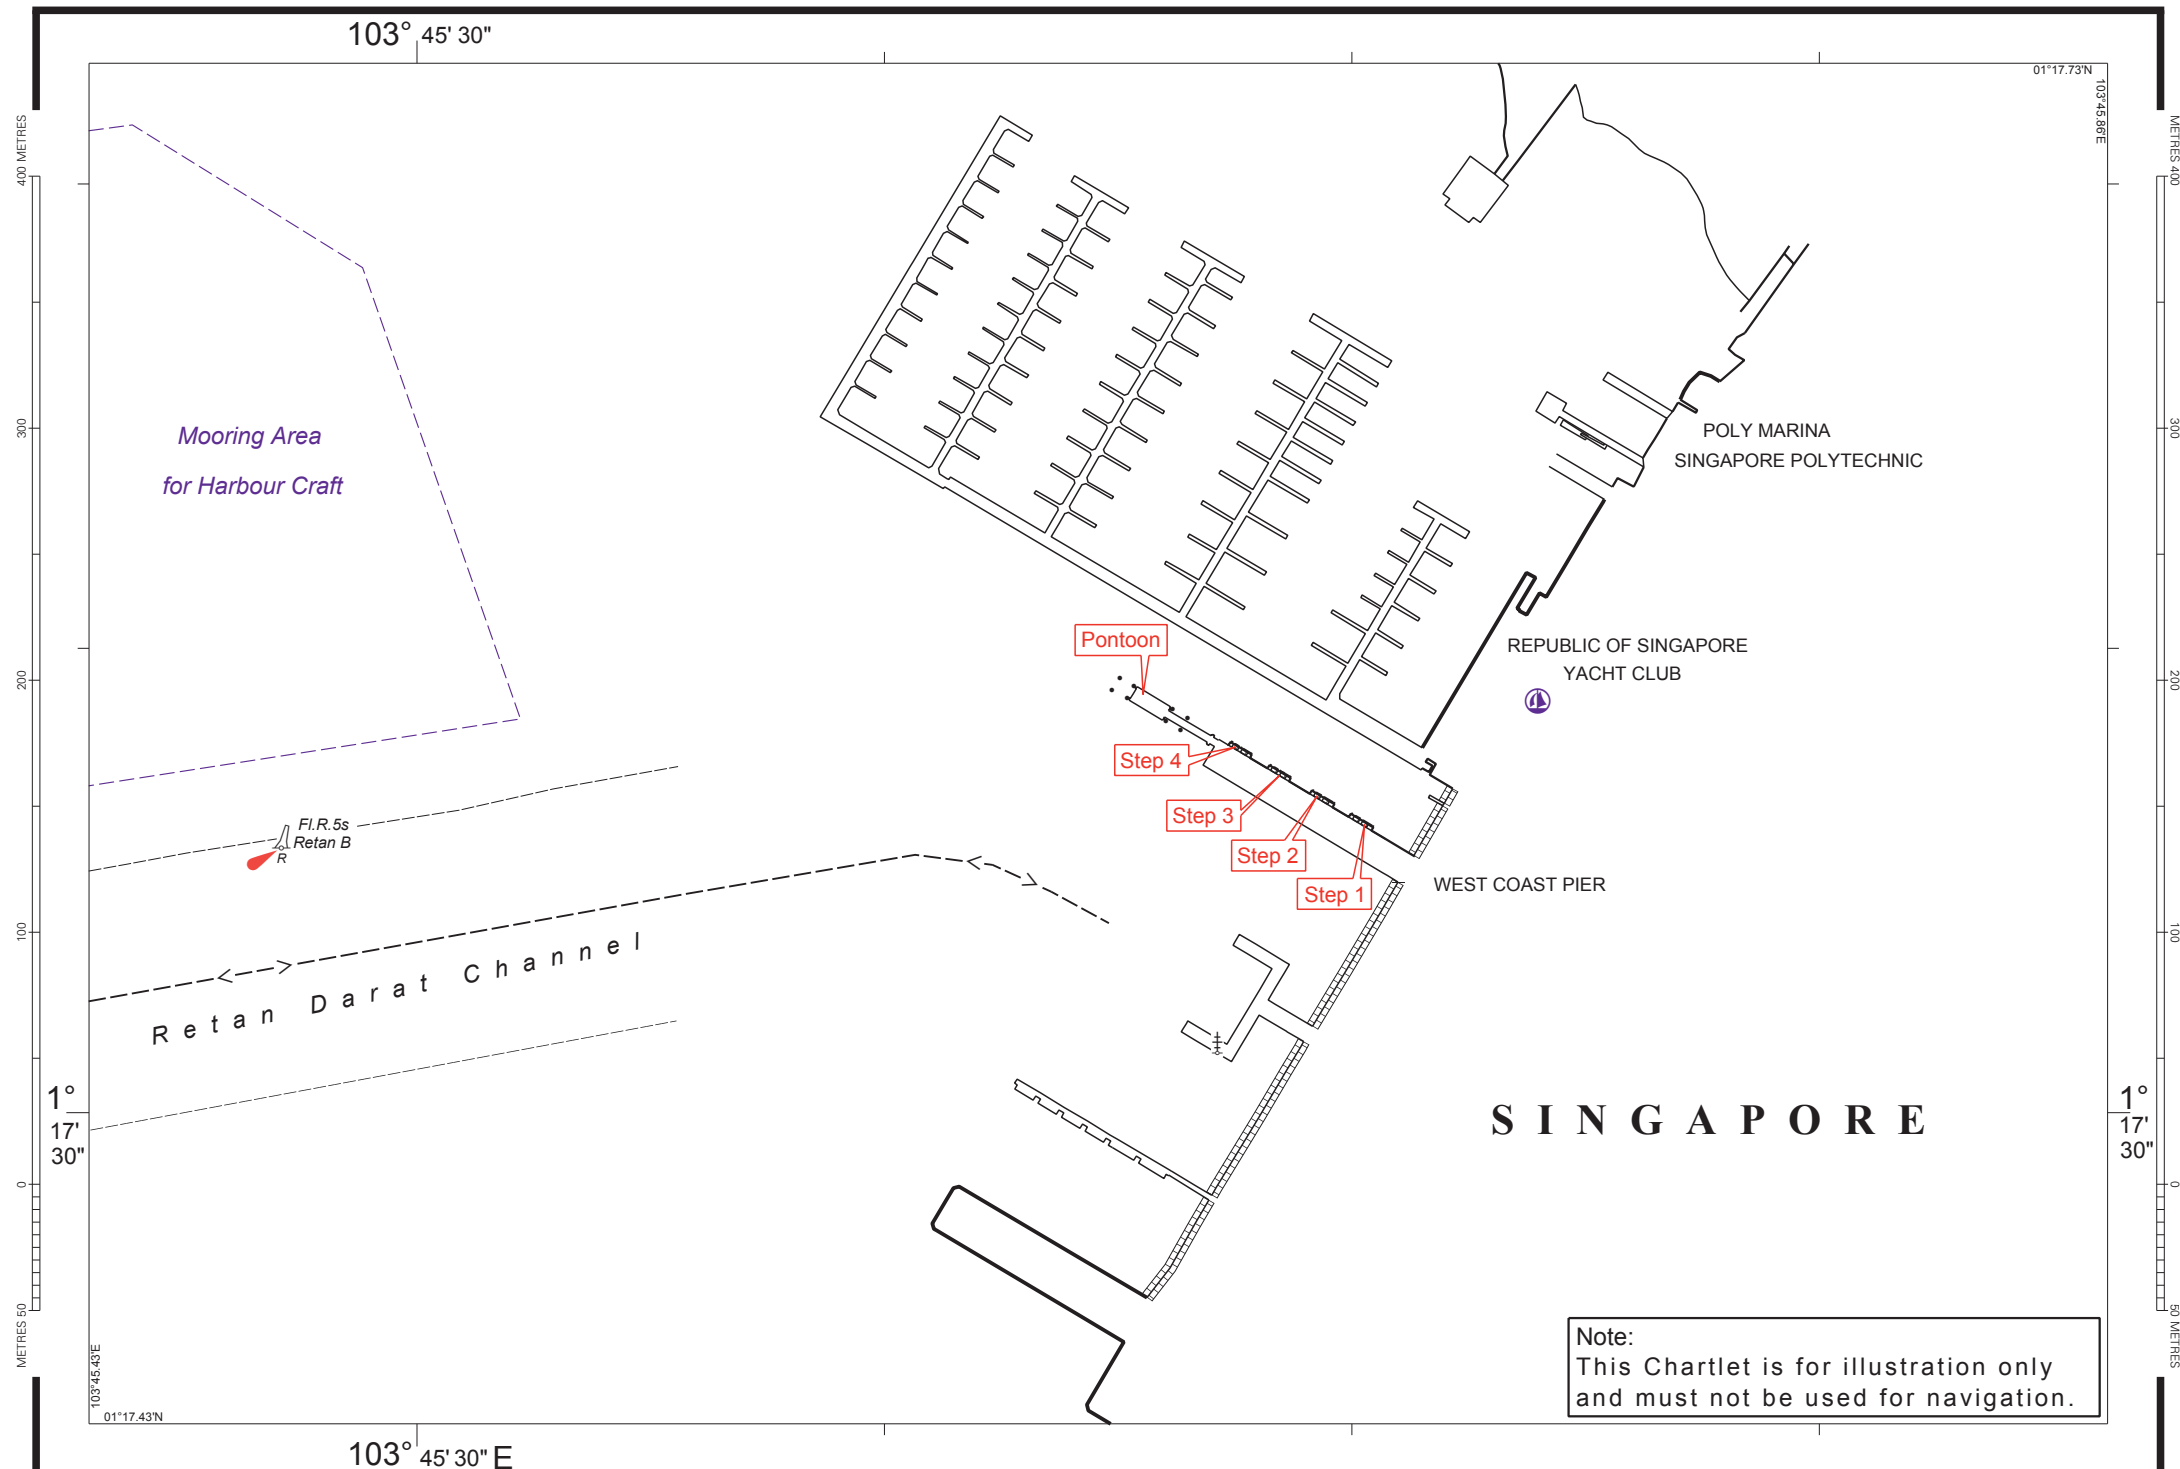 103° 45' 30"
01°17.73'N
103°45.86'E
400 METRES
METRES 400
300
300
Mooring Area
for Harbour Craft
POLY MARINA
SINGAPORE POLYTECHNIC
Pontoon
REPUBLIC OF SINGAPORE
YACHT CLUB
200
200
Step 4
Step 3
Step 2
Step 1
Fl.R.5s
Retan B
R
WEST COAST PIER
100
100
Retan Darat Channel
1°
17'
30"
SINGAPORE
1°
17'
30"
0
0
METRES 50
50 METRES
Note:
This Chartlet is for illustration only
and must not be used for navigation.
103°45.43'E
01°17.43'N
103° 45' 30" E